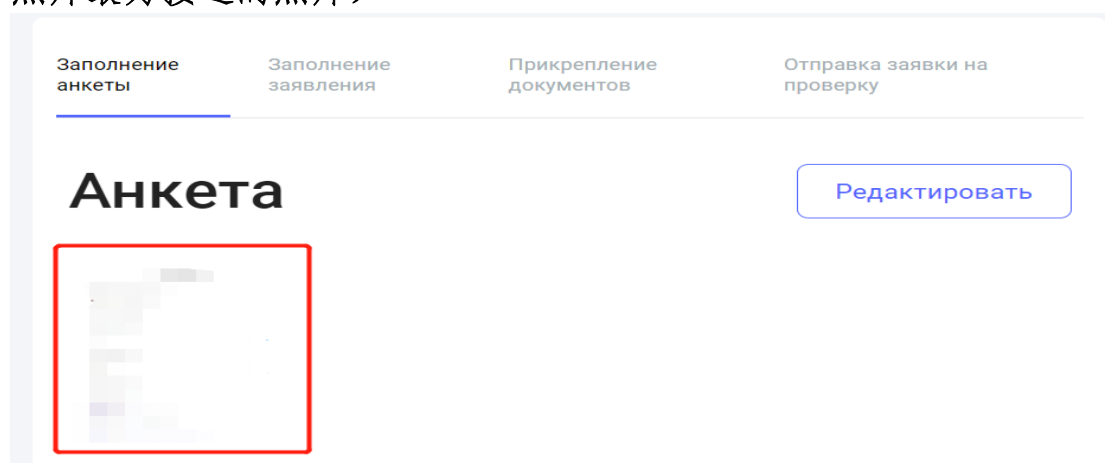 Заполнение
анкеты
Заполнение
заявления
Прикрепление
документов
Отправка заявки на
проверку
Анкета
Редактировать